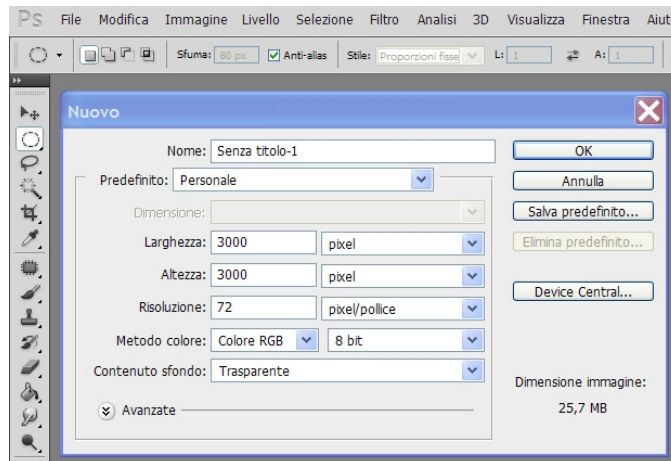 Ps File Modifica Immagine Livello Selezione Filtro Analisi 3D Visualizza Finestra Aiut
Sfuma: 80 px Anti-alias Stile: Proporzioni fisse L: 1 A: 1
Nuovo
Nome: Senza titolo-1 OK
Predefinito: Personale Annulla
Dimensione: Salva predefinito...
Larghezza: 3000 pixel Elimina predefinito...
Altezza: 3000 pixel
Risoluzione: 72 pixel/pollice Device Central...
Metodo colore: Colore RGB 8 bit
Contenuto sfondo: Trasparente
Dimensione immagine:
Avanzate 25,7 MB